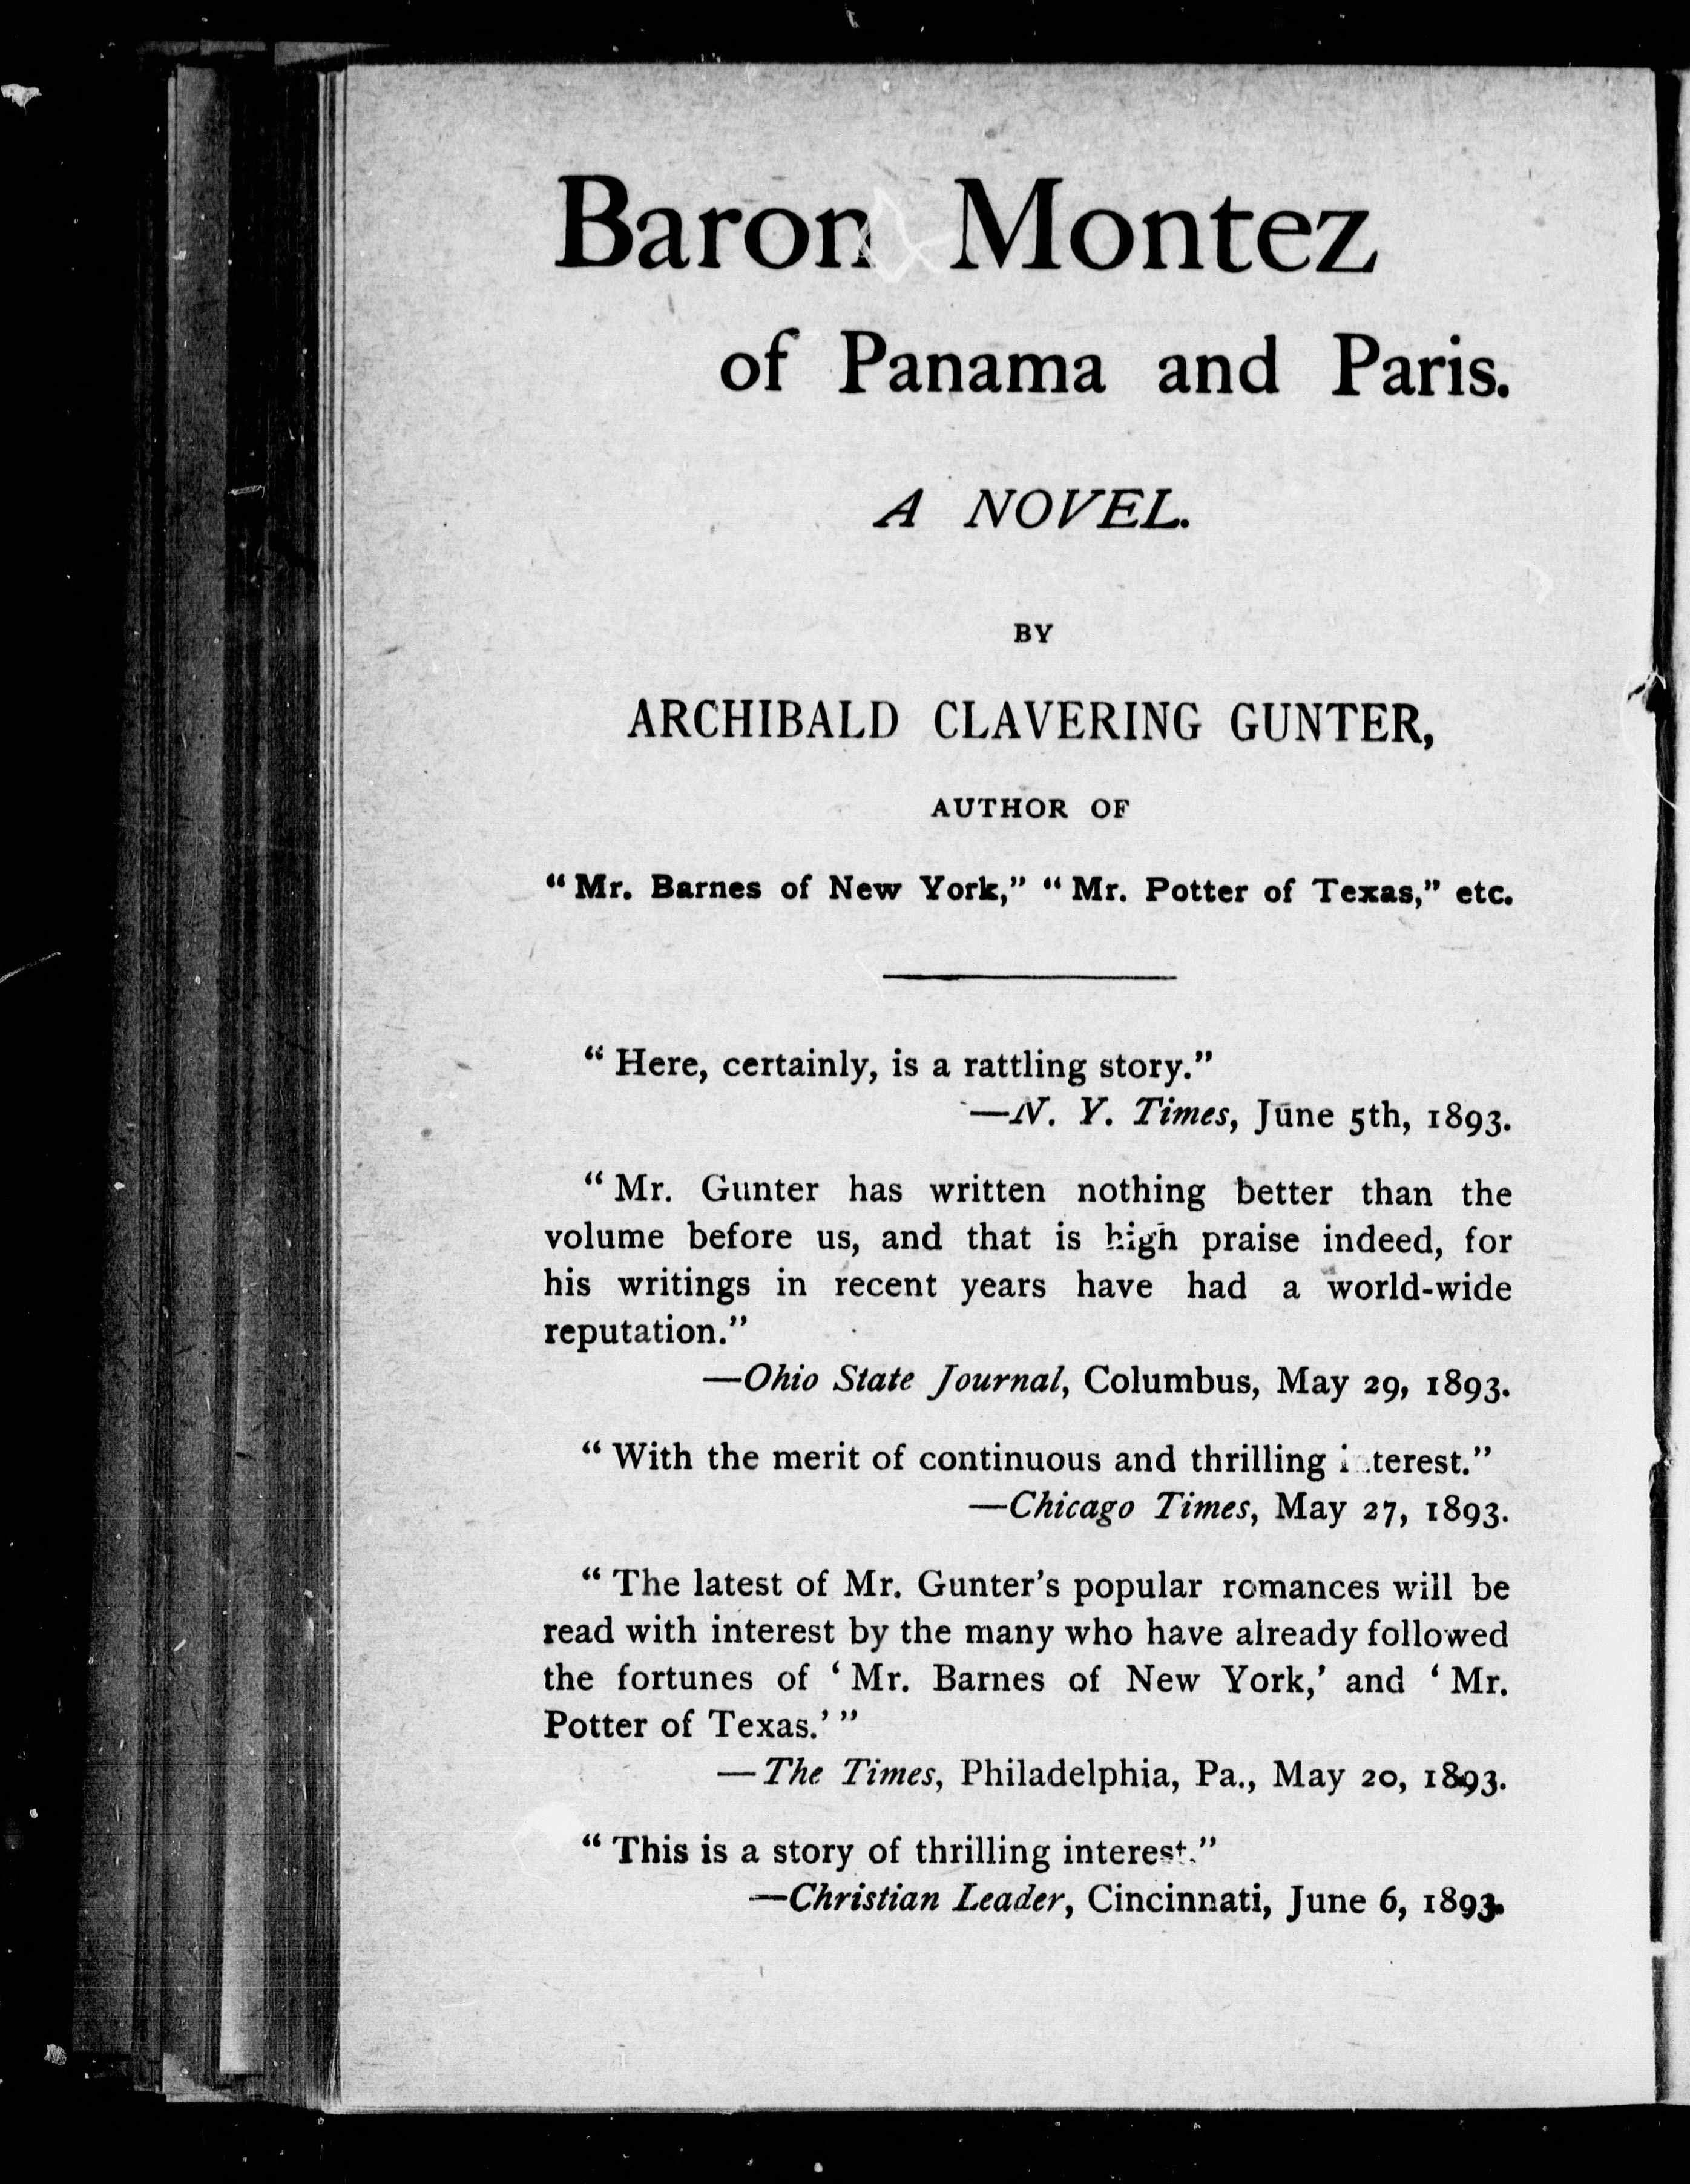 Baron Montez
of Panama and Paris.
A NOVEL.
BY
ARCHIBALD CLAVERING GUNTER,
AUTHOR OF
“Mr. Barnes of New York,” “Mr. Potter of Texas,” etc.
“Here, certainly, is a rattling story.”
—N. Y. Times, June 5th, 1893.
“Mr. Gunter has written nothing better than the
volume before us, and that is high praise indeed, for
his writings in recent years have had a world-wide
reputation.”
—Ohio State Journal, Columbus, May 29, 1893.
“With the merit of continuous and thrilling interest.”
—Chicago Times, May 27, 1893.
“The latest of Mr. Gunter’s popular romances will be
read with interest by the many who have already followed
the fortunes of ‘Mr. Barnes of New York,’ and ‘Mr.
Potter of Texas.’”
—The Times, Philadelphia, Pa., May 20, 1893.
“This is a story of thrilling interest.”
—Christian Leader, Cincinnati, June 6, 1893.